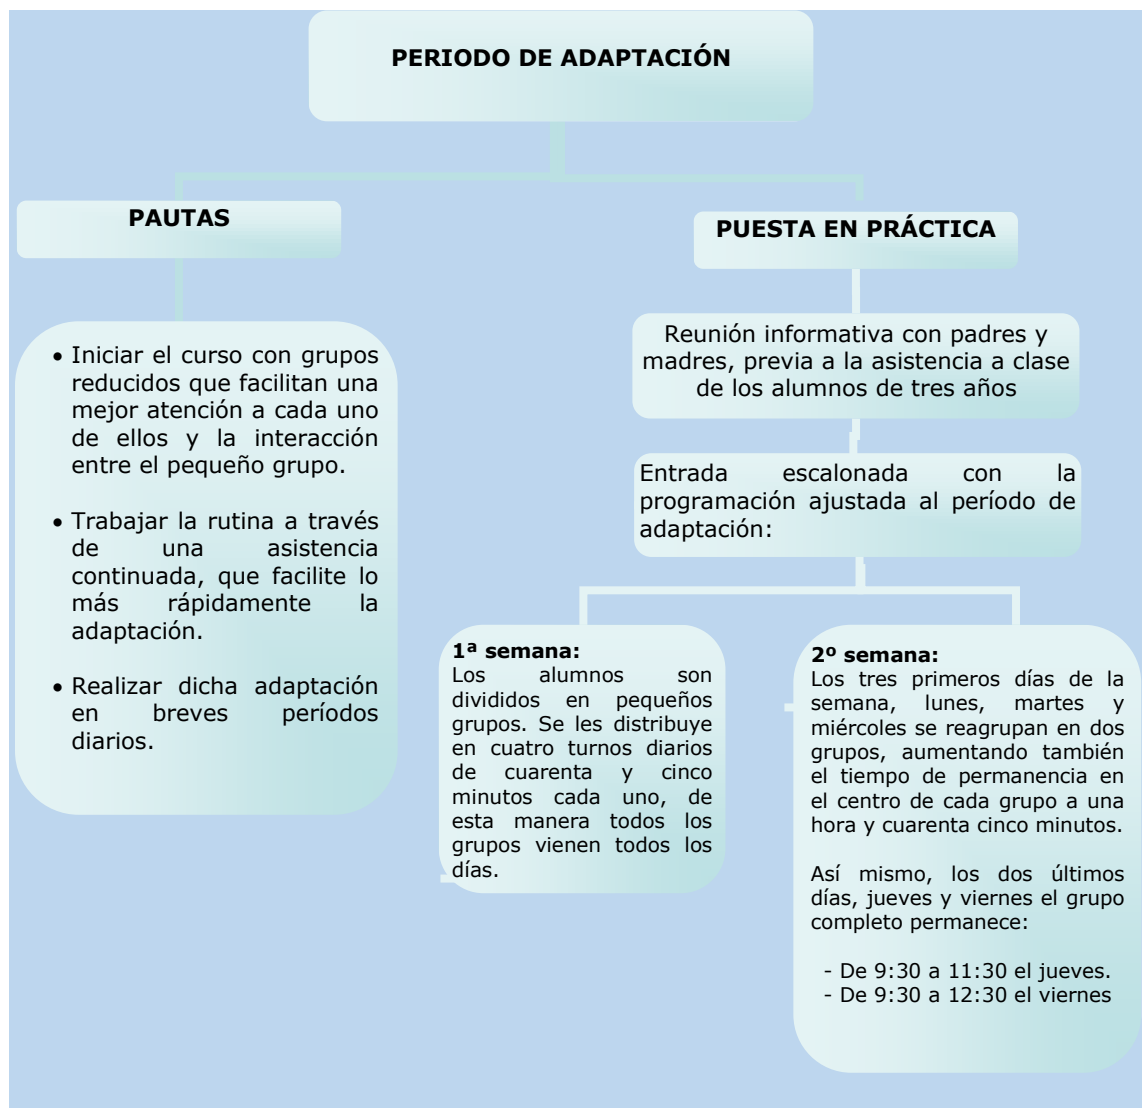 PERIODO DE ADAPTACIÓN
PAUTAS
• Iniciar el curso con grupos
reducidos que facilitan una
mejor atención a cada uno
de ellos y la interacción
entre el pequeño grupo.
• Trabajar la rutina a través
de una asistencia
continuada, que facilite lo
más rápidamente la
adaptación.
• Realizar dicha adaptación
en breves períodos
diarios.
PUESTA EN PRÁCTICA
Reunión informativa con padres y
madres, previa a la asistencia a clase
de los alumnos de tres años
Entrada escalonada con la
programación ajustada al período de
adaptación:
1ª semana:
Los alumnos son
divididos en pequeños
grupos. Se les distribuye
en cuatro turnos diarios
de cuarenta y cinco
minutos cada uno, de
esta manera todos los
grupos vienen todos los
días.
2º semana:
Los tres primeros días de la
semana, lunes, martes y
miércoles se reagrupan en dos
grupos, aumentando también
el tiempo de permanencia en
el centro de cada grupo a una
hora y cuarenta cinco minutos.
Así mismo, los dos últimos
días, jueves y viernes el grupo
completo permanece:
- De 9:30 a 11:30 el jueves.
- De 9:30 a 12:30 el viernes